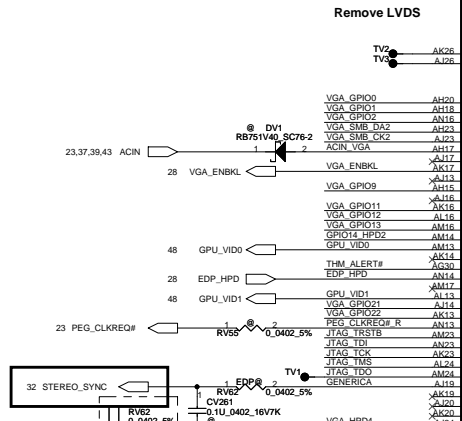 Remove LVDS
TV2 AK26
TV3 AJ26
VGA_GPIO0 AH20
VGA_GPIO1 AH18
VGA_GPIO2 AN16
VGA_SMB_DA2 AH23
VGA_SMB_CK2 AJ23
@ DV1
RB751V40_SC76-2
23,37,39,43 ACIN 1 2 ACIN_VGA AH17
AJ17
28 VGA_ENBKL VGA_ENBKL AK17
AJ13
VGA_GPIO9 AH15
AJ16
VGA_GPIO11 AK16
VGA_GPIO12 AL16
VGA_GPIO13 AM16
GPIO14_HPD2 AM14
48 GPU_VID0 GPU_VID0 AM13
AK14
THM_ALERT# AG30
28 EDP_HPD EDP_HPD AN14
AM17
48 GPU_VID1 GPU_VID1 AL13
VGA_GPIO21 AJ14
VGA_GPIO22 AK13
23 PEG_CLKREQ# 1 @ 2 PEG_CLKREQ#_R AN13
RV55 0_0402_5%
JTAG_TRSTB AM23
JTAG_TDI AN23
JTAG_TCK AK23
JTAG_TMS AL24
TV1 JTAG_TDO AM24
32 STEREO_SYNC 1 EDP@ 2 GENERICA AJ19
RV62 0_0402_5%
AK19
AJ20
AK20
1
CV261
0.1U_0402_16V7K
@
RV62